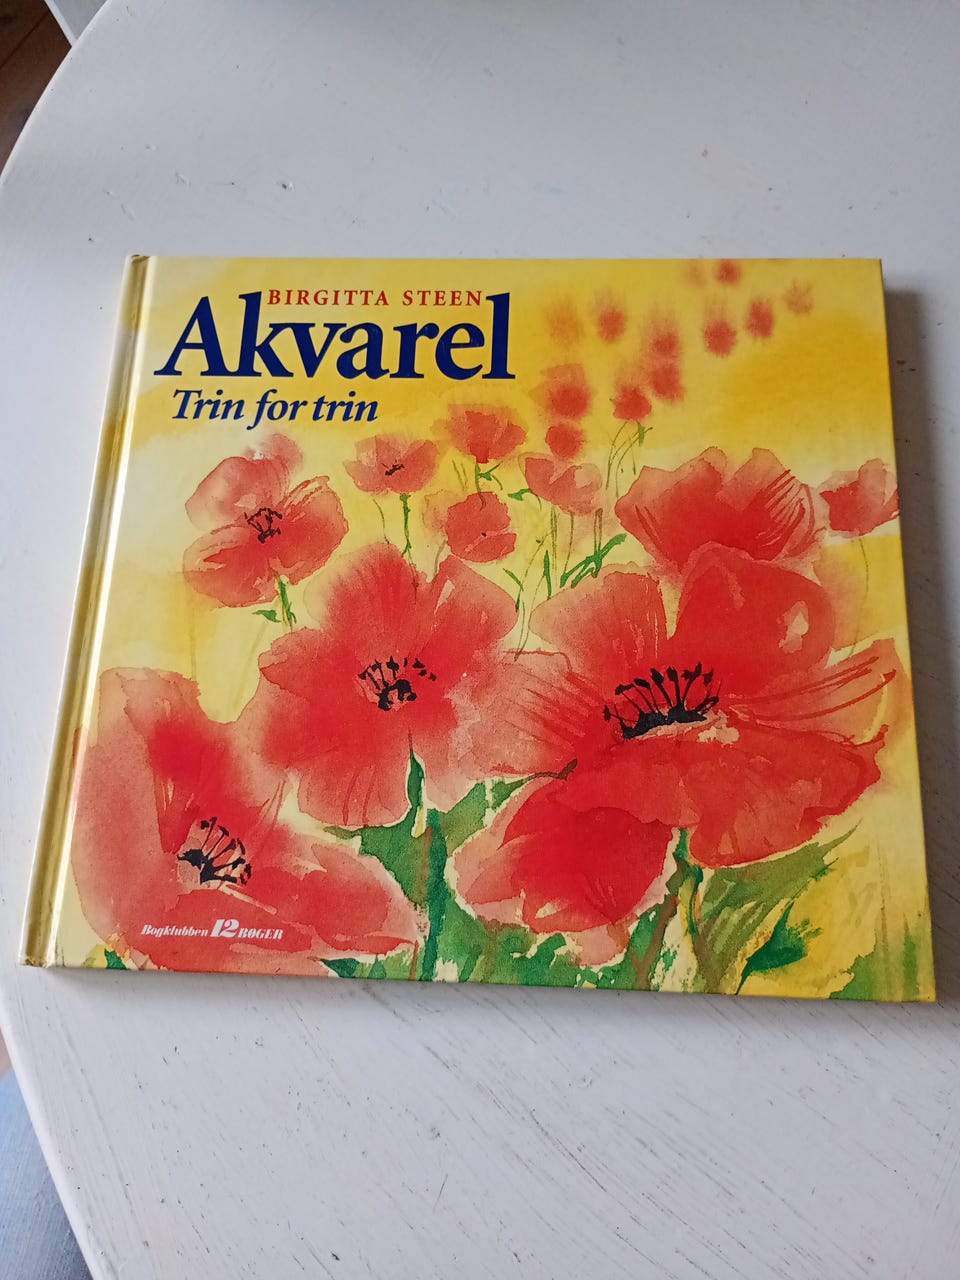 BIRGITTA STEEN
Akvarel
Trin for trin
Bogklubben 12 BØGER